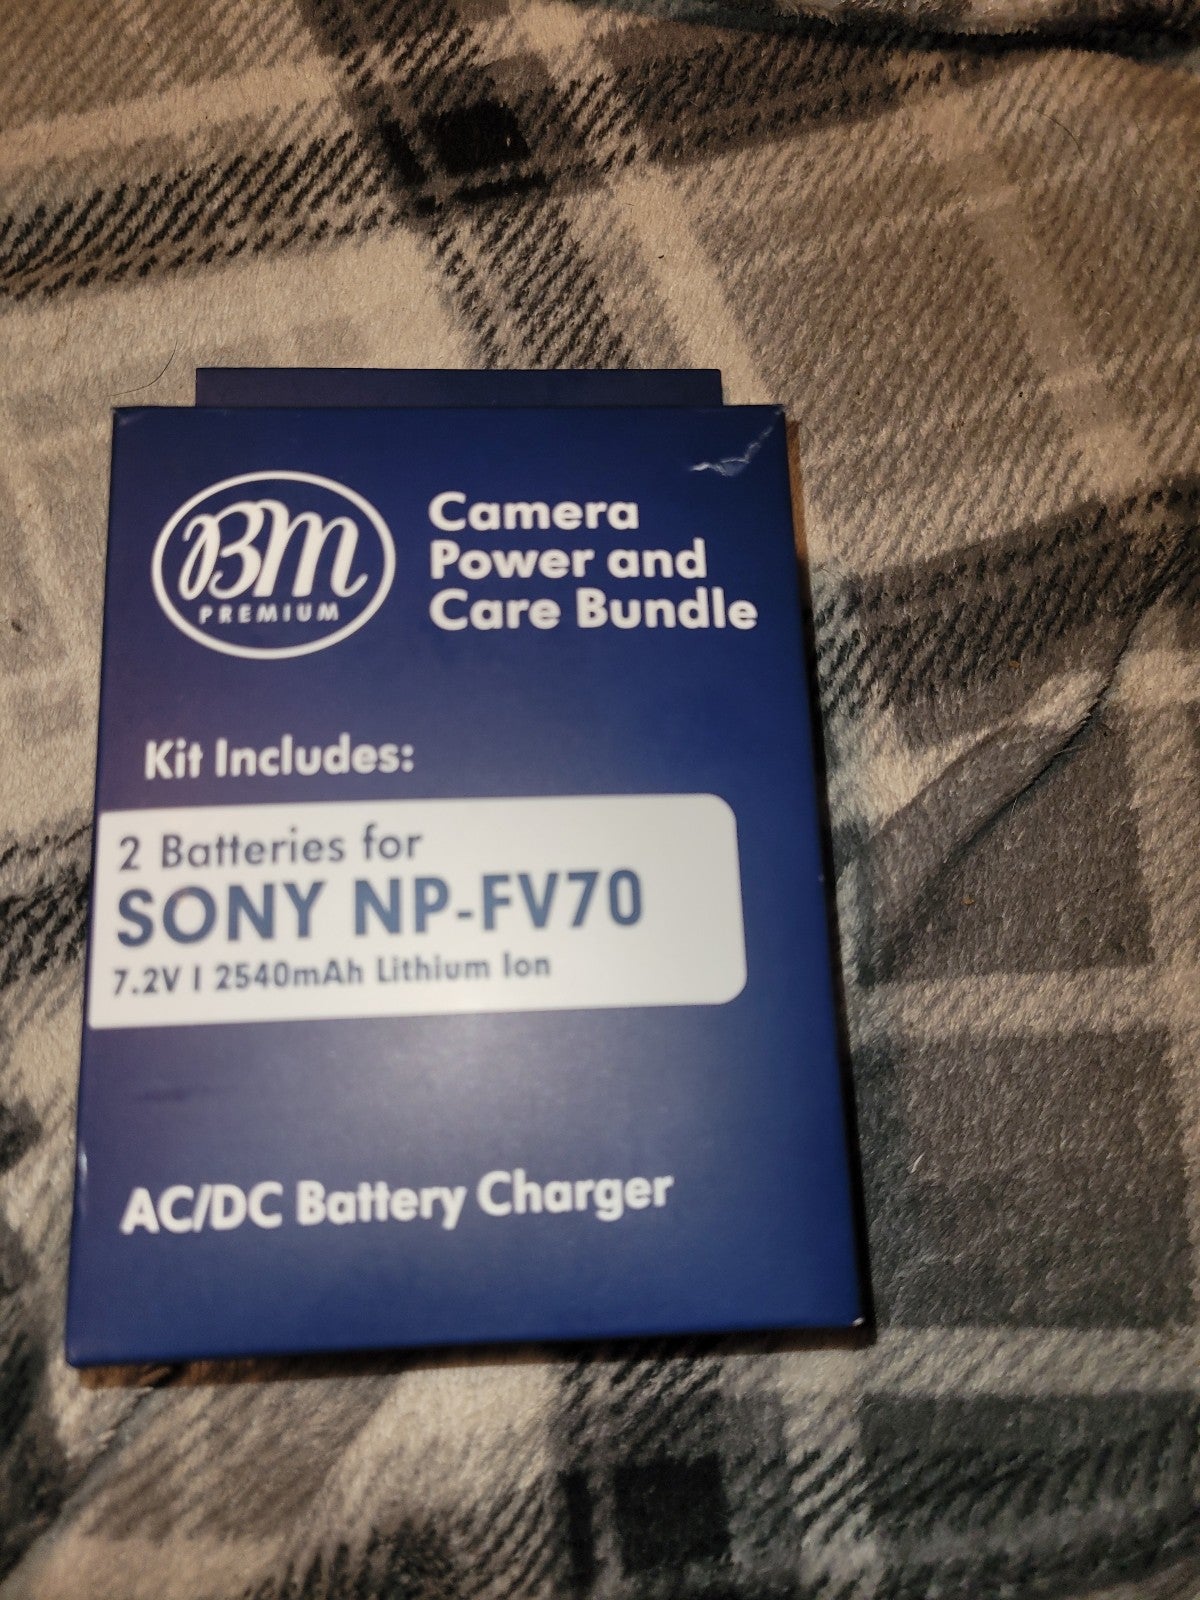 BM
PREMIUM
Camera
Power and
Care Bundle
Kit Includes:
2 Batteries for
SONY NP-FV70
7.2V | 2540mAh Lithium Ion
AC/DC Battery Charger